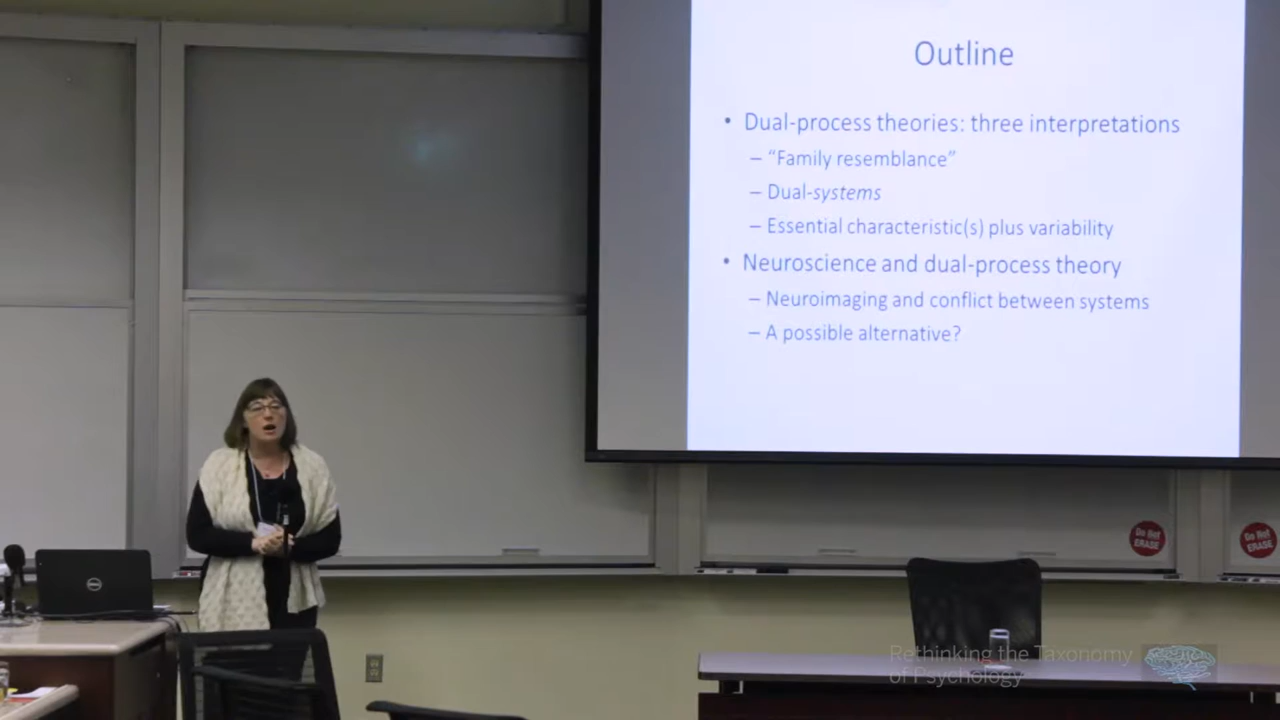 Outline
• Dual-process theories: three interpretations
– “Family resemblance”
– Dual-systems
– Essential characteristic(s) plus variability
• Neuroscience and dual-process theory
– Neuroimaging and conflict between systems
– A possible alternative?
Do Not
ERASE
Do Not
ERASE
DELL
Rethinking the Taxonomy
of Psychology